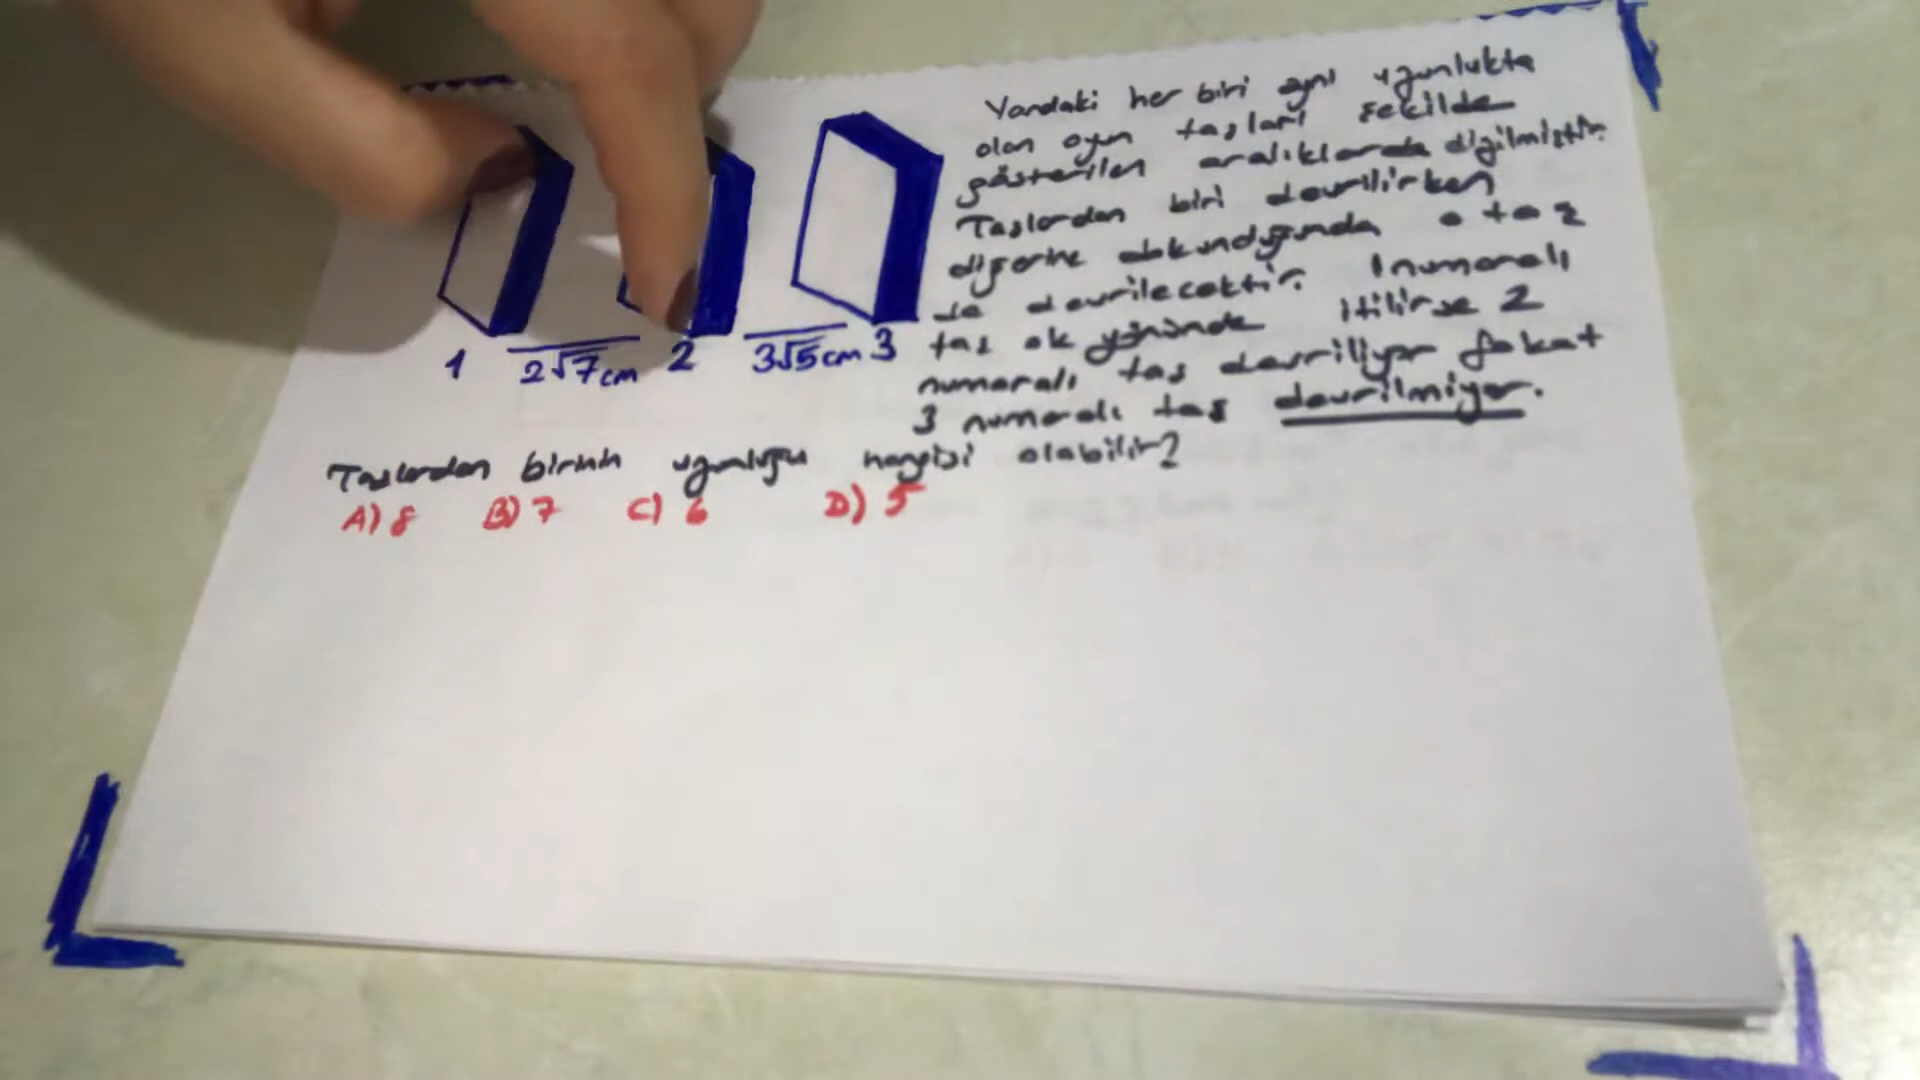 Yandaki her biri aynı uzunlukta
olan oyun taşları şekilde
gösterilen aralıklarda dizilmiştir.
Taşlardan biri devrilirken
diğerine dokunduğunda o taş
da devrilecektir. 1 numaralı
taş ok yönünde itilirse 2
numaralı taş devriliyor fakat
3 numaralı taş devrilmiyor.
1 2√7cm 2 3√5cm 3
Taşlardan birinin uzunluğu hangisi olabilir?
A) 8 B) 7 C) 6 D) 5